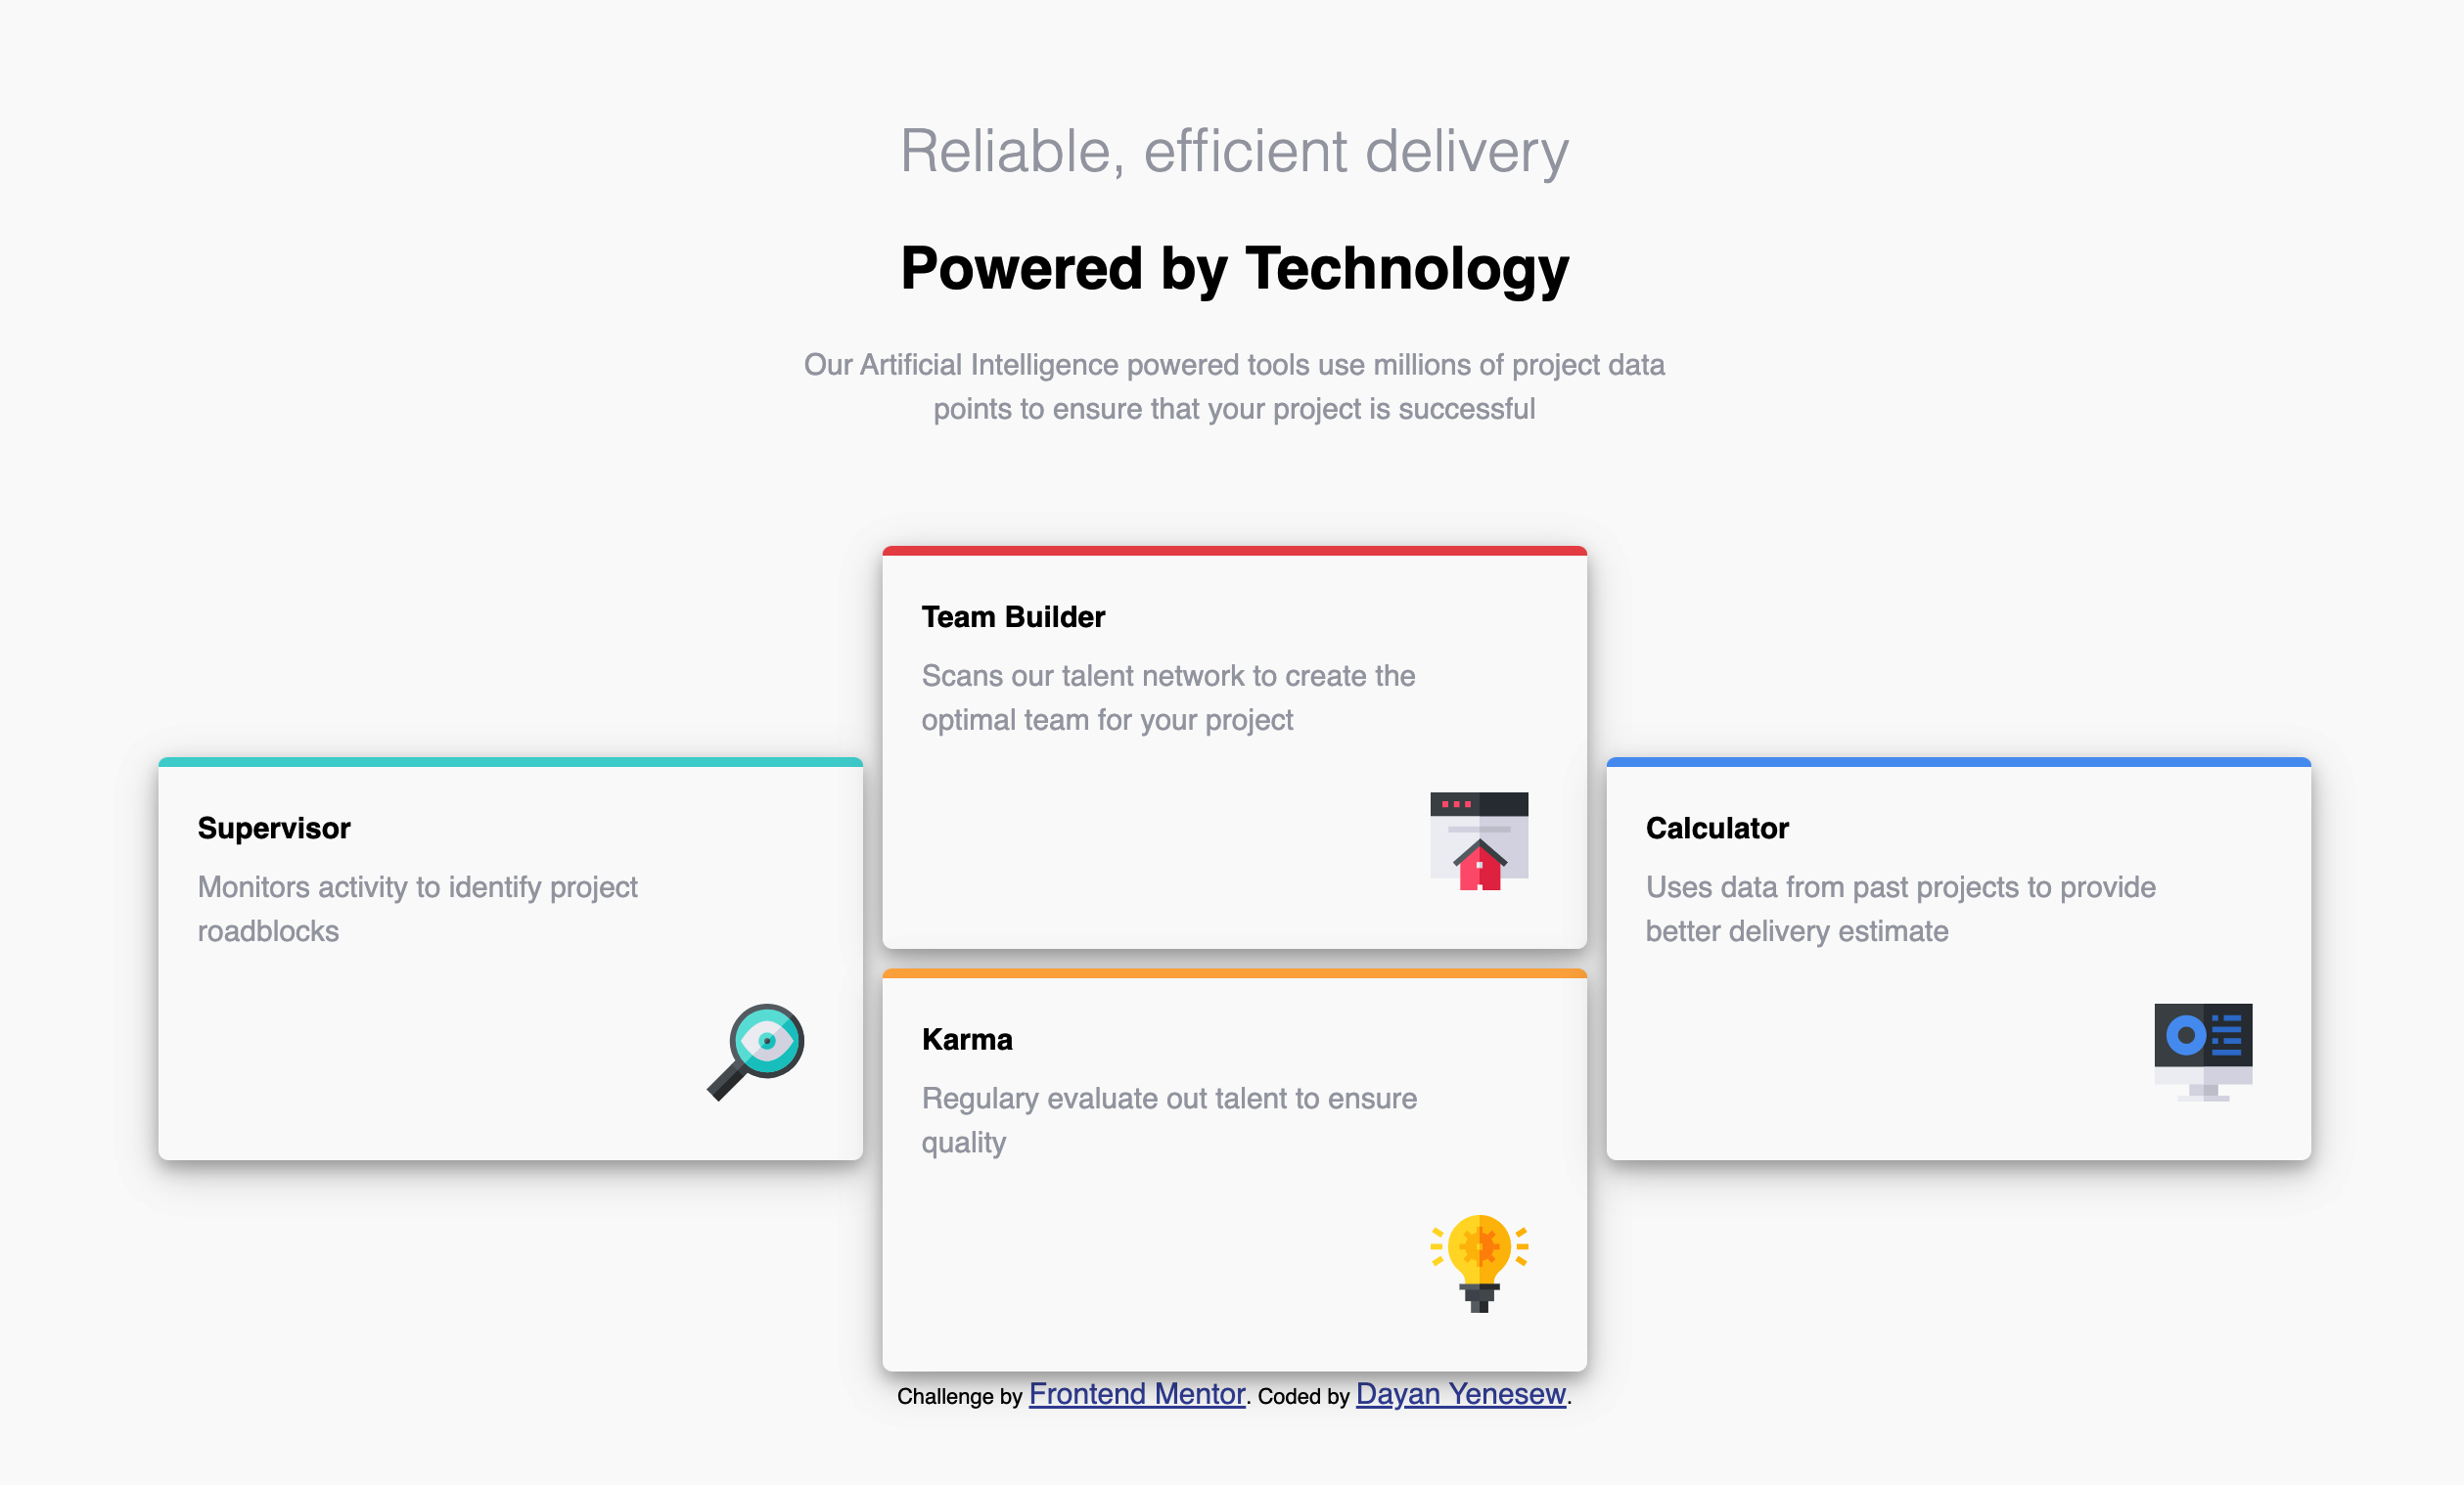 Reliable, efficient delivery
Powered by Technology
Our Artificial Intelligence powered tools use millions of project data
points to ensure that your project is successful
Supervisor
Monitors activity to identify project
roadblocks
Team Builder
Scans our talent network to create the
optimal team for your project
Karma
Regulary evaluate out talent to ensure
quality
Calculator
Uses data from past projects to provide
better delivery estimate
Challenge by Frontend Mentor. Coded by Dayan Yenesew.